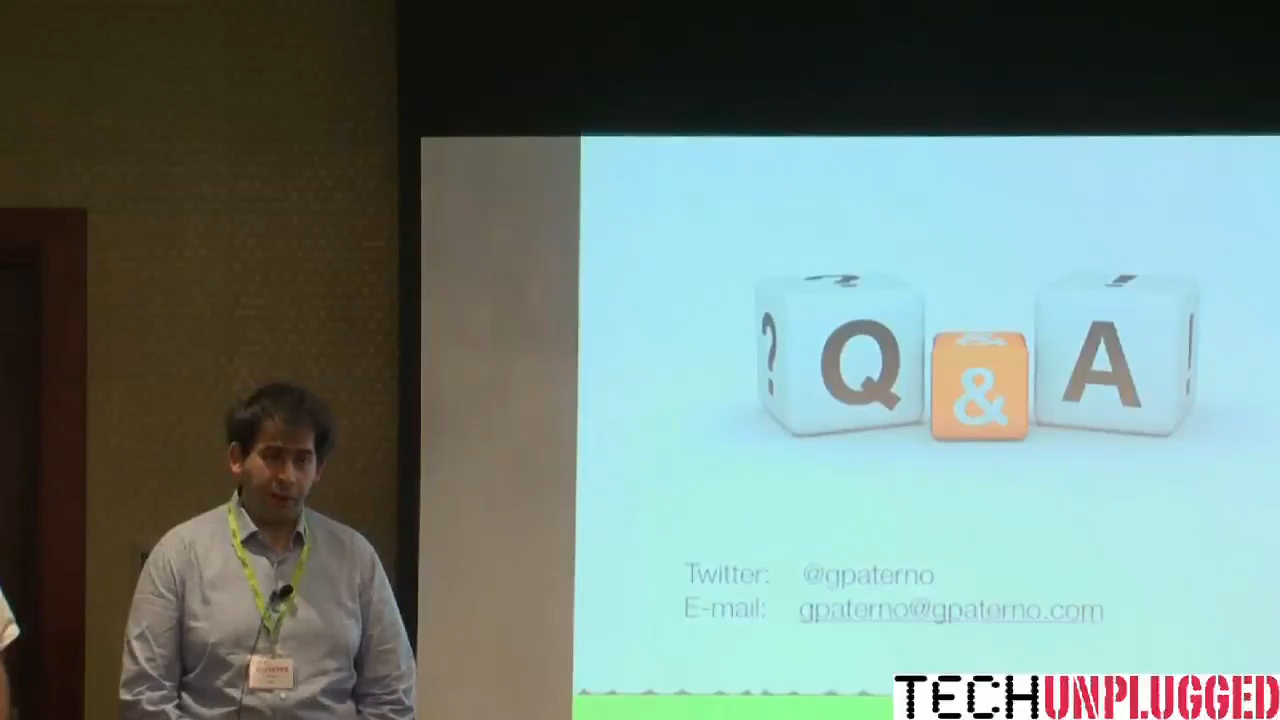 ? Q & A !
Twitter: @gpaterno
E-mail: gpaterno@gpaterno.com
TECHUNPLUGGED